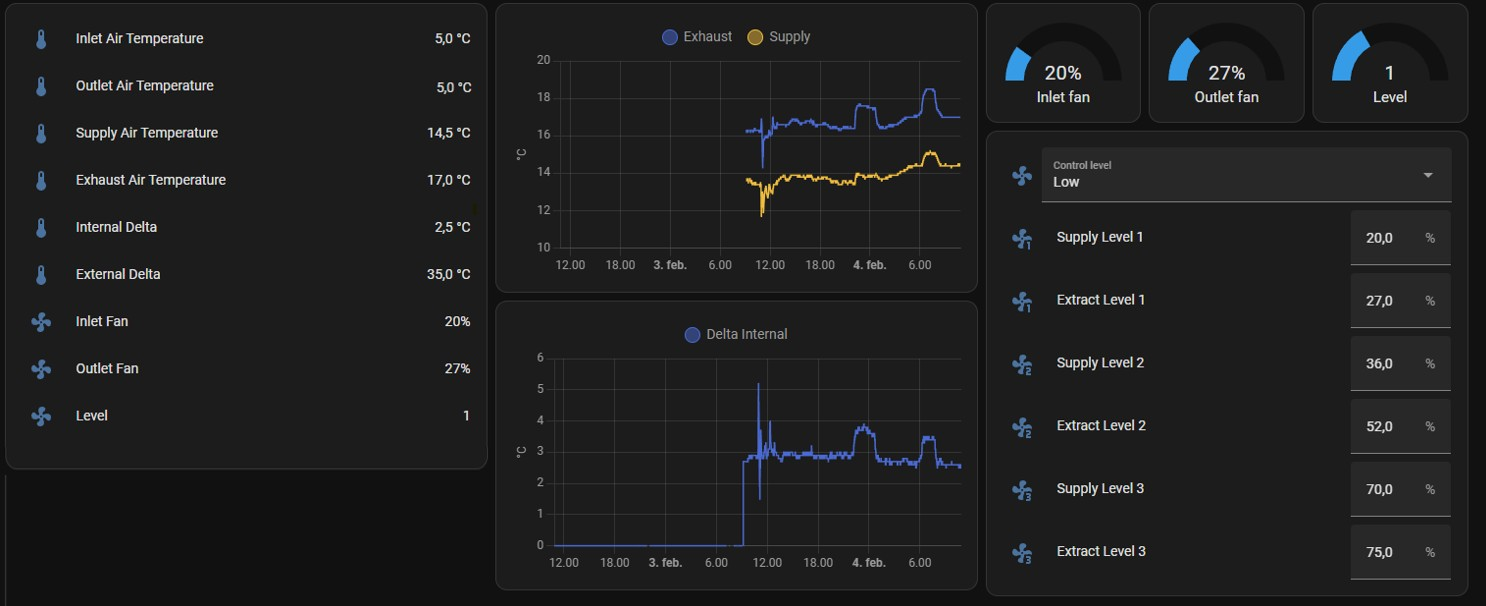 Inlet Air Temperature 5,0 °C
Outlet Air Temperature 5,0 °C
Supply Air Temperature 14,5 °C
Exhaust Air Temperature 17,0 °C
Internal Delta 2,5 °C
External Delta 35,0 °C
Inlet Fan 20%
Outlet Fan 27%
Level 1
Exhaust Supply
20
18
16
14
12
10
°C
12.00 18.00 3. feb. 6.00 12.00 18.00 4. feb. 6.00
Delta Internal
6
5
4
3
2
1
0
°C
12.00 18.00 3. feb. 6.00 12.00 18.00 4. feb. 6.00
20%
Inlet fan
27%
Outlet fan
1
Level
Control level
Low
1 Supply Level 1 20,0 %
1 Extract Level 1 27,0 %
2 Supply Level 2 36,0 %
2 Extract Level 2 52,0 %
3 Supply Level 3 70,0 %
3 Extract Level 3 75,0 %